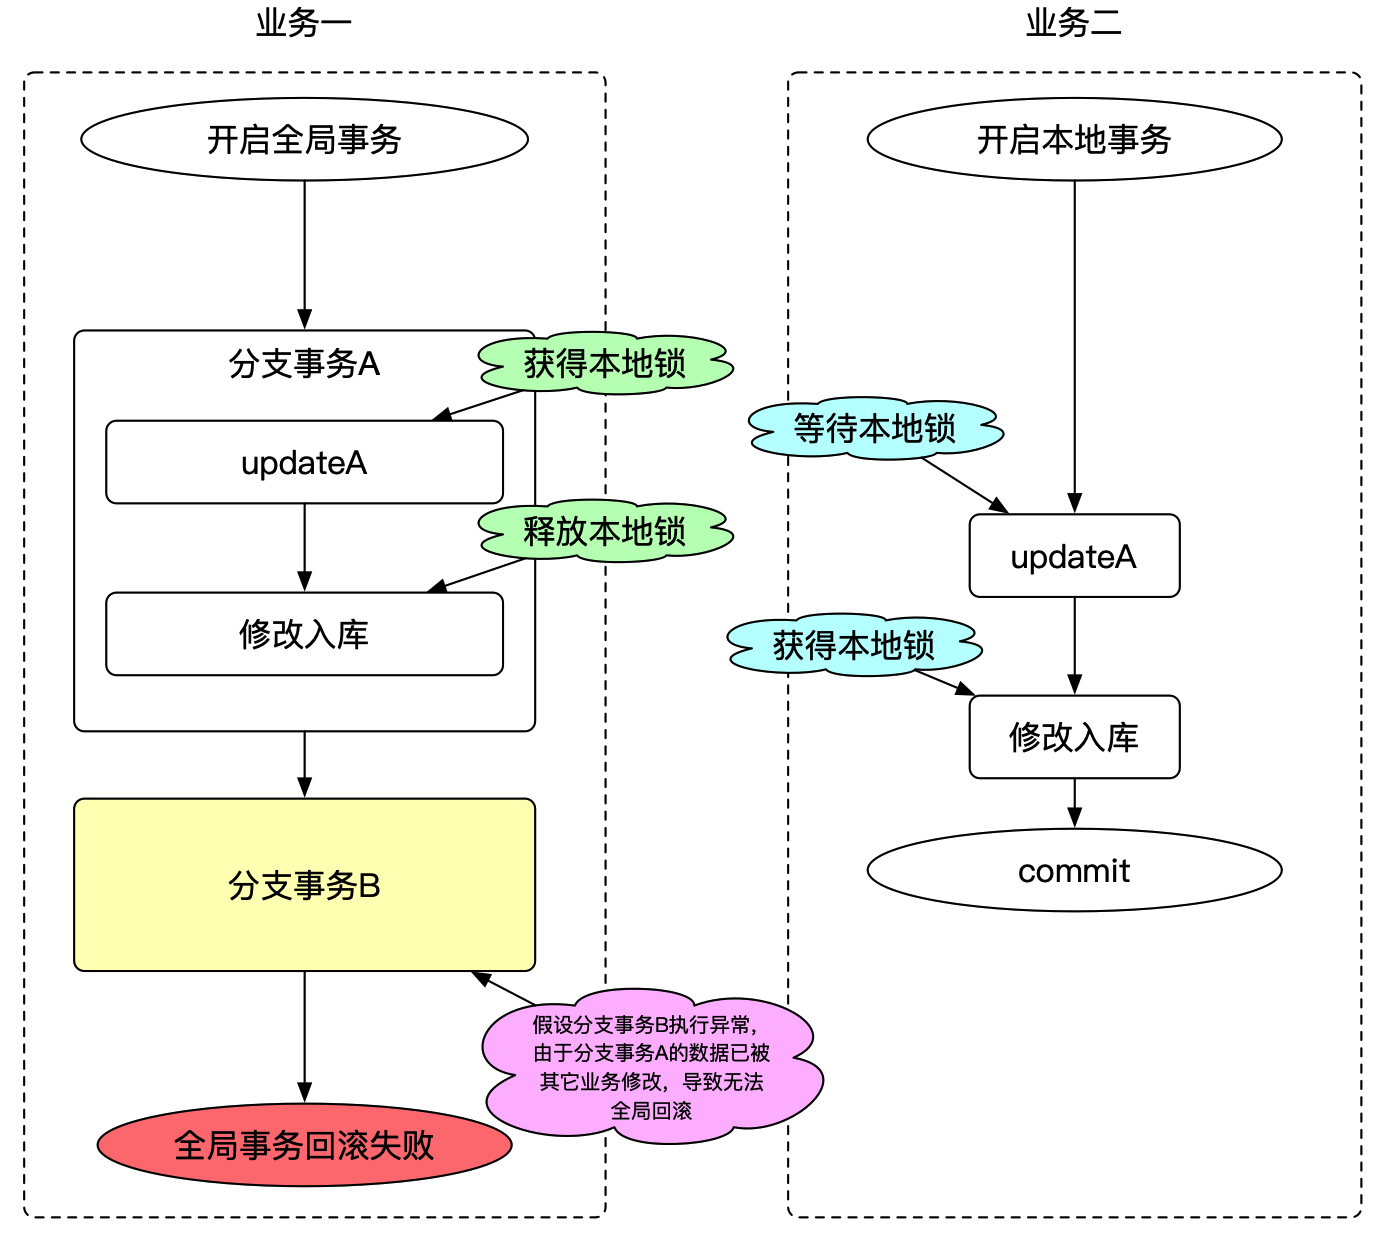 业务一
开启全局事务
分支事务A
获得本地锁
updateA
释放本地锁
修改入库
分支事务B
假设分支事务B执行异常，
由于分支事务A的数据已被
其它业务修改，导致无法
全局回滚
全局事务回滚失败
业务二
开启本地事务
等待本地锁
updateA
获得本地锁
修改入库
commit